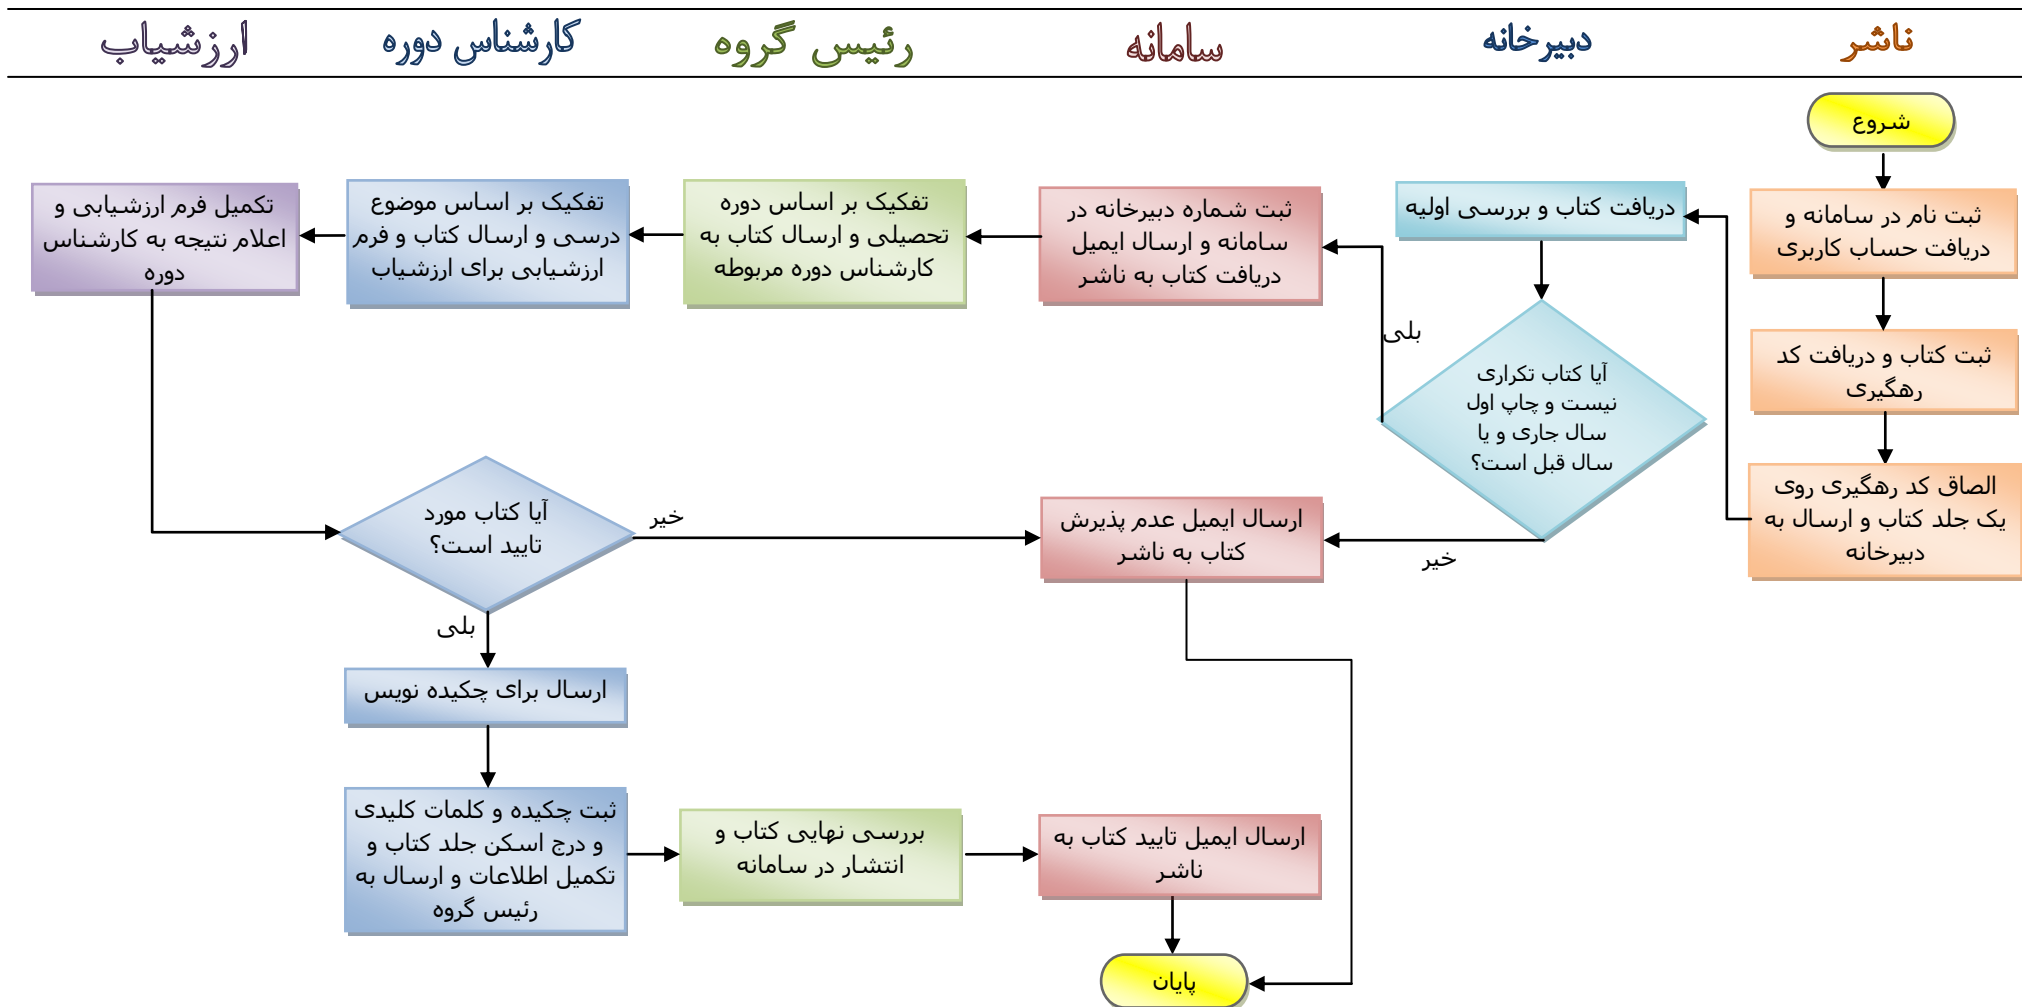 ناشر
دبیرخانه
سامانه
رئیس گروه
کارشناس دوره
ارزشیاب
شروع
ثبت نام در سامانه و
دریافت حساب کاربری
ثبت کتاب و دریافت کد
رهگیری
الصاق کد رهگیری روی
یک جلد کتاب و ارسال به
دبیرخانه
دریافت کتاب و بررسی اولیه
آیا کتاب تکراری
نیست و چاپ اول
سال جاری و یا
سال قبل است؟
بلی
خیر
ثبت شماره دبیرخانه در
سامانه و ارسال ایمیل
دریافت کتاب به ناشر
تفکیک بر اساس دوره
تحصیلی و ارسال کتاب به
کارشناس دوره مربوطه
تفکیک بر اساس موضوع
درسی و ارسال کتاب و فرم
ارزشیابی برای ارزشیاب
تکمیل فرم ارزشیابی و
اعلام نتیجه به کارشناس
دوره
آیا کتاب مورد
تایید است؟
خیر
ارسال ایمیل عدم پذیرش
کتاب به ناشر
بلی
ارسال برای چکیده نویس
ثبت چکیده و کلمات کلیدی
و درج اسکن جلد کتاب و
تکمیل اطلاعات و ارسال به
رئیس گروه
بررسی نهایی کتاب و
انتشار در سامانه
ارسال ایمیل تایید کتاب به
ناشر
پایان